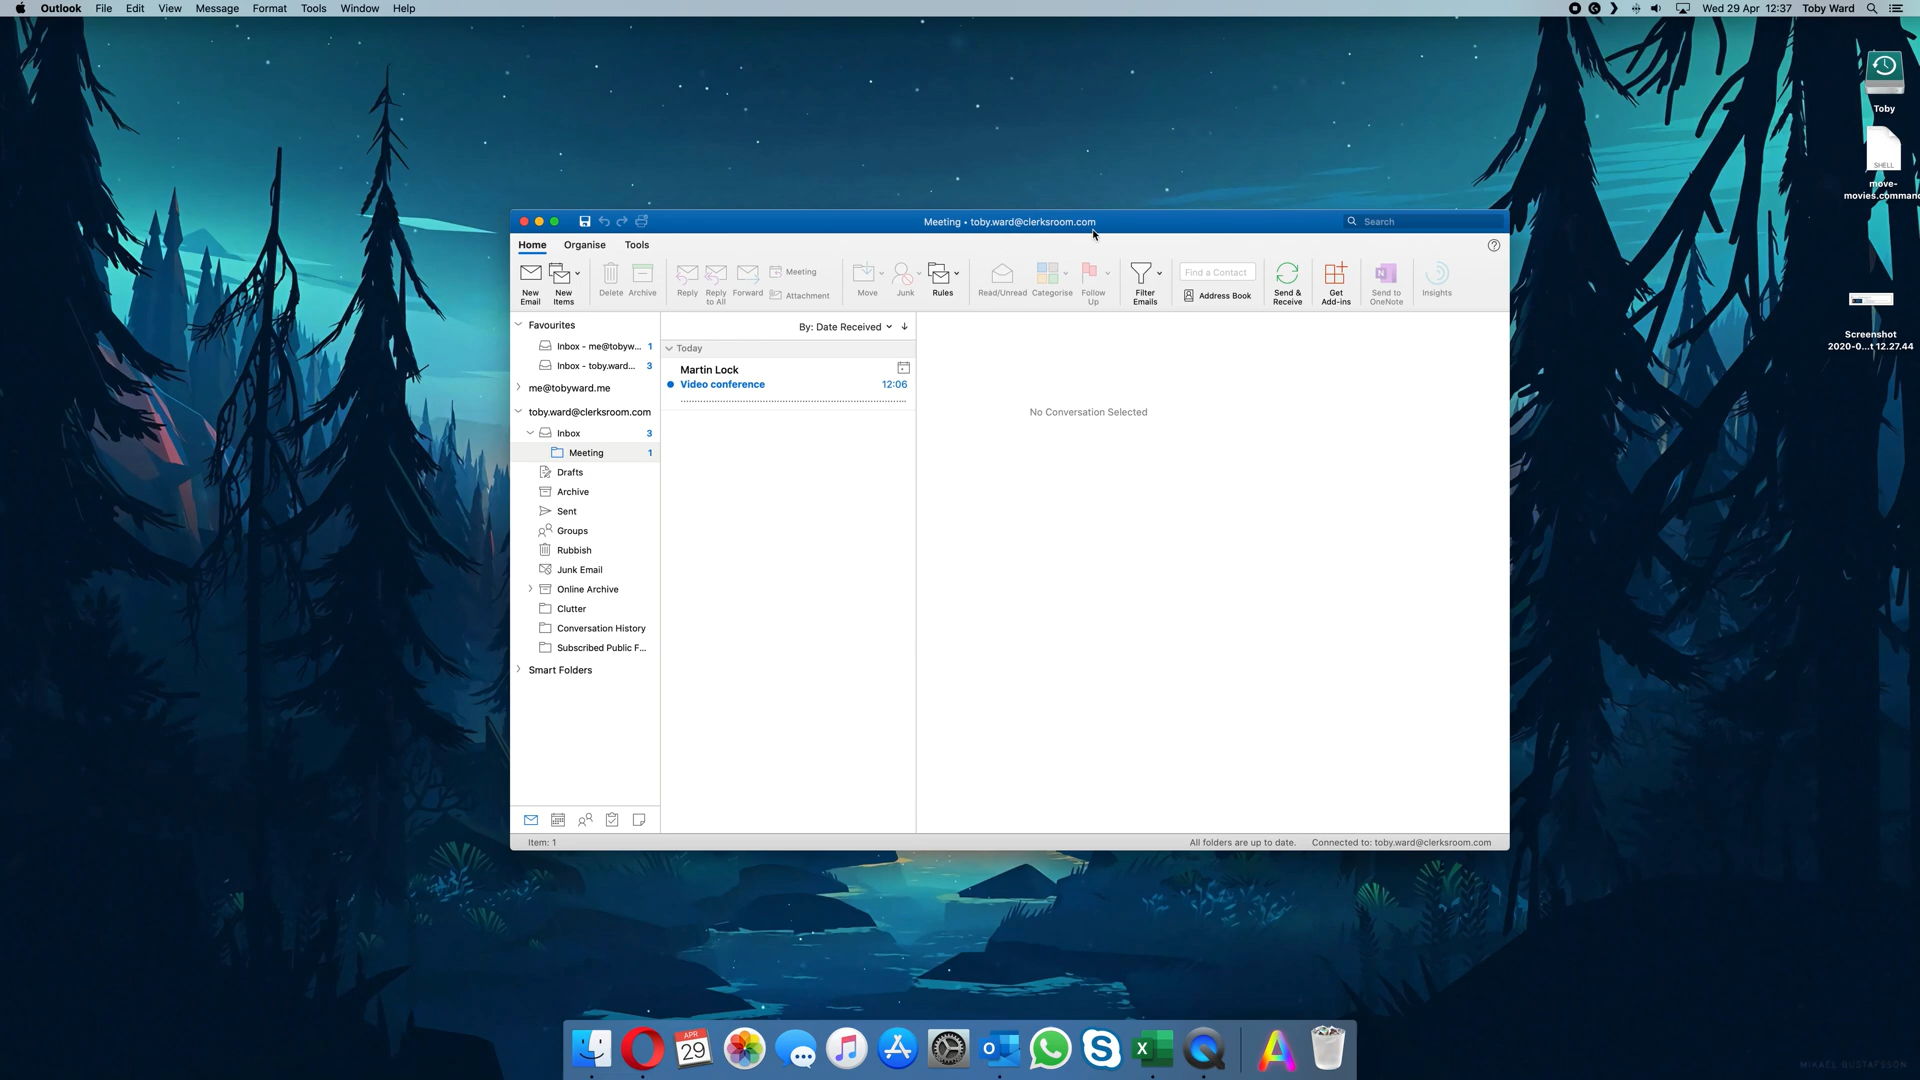 Outlook File Edit View Message Format Tools Window Help
Wed 29 Apr 12:37 Toby Ward
Toby
SHELL
move-
movies.command
Screenshot
2020-0...t 12.27.44
Meeting • toby.ward@clerksroom.com
Search
Home Organise Tools
New Email
New Items
Delete
Archive
Reply
Reply to All
Forward
Meeting
Attachment
Move
Junk
Rules
Read/Unread
Categorise
Follow Up
Filter Emails
Find a Contact
Address Book
Send & Receive
Get Add-ins
Send to OneNote
Insights
Favourites
Inbox - me@tobyw... 1
Inbox - toby.ward... 3
me@tobyward.me
toby.ward@clerksroom.com
Inbox 3
Meeting 1
Drafts
Archive
Sent
Groups
Rubbish
Junk Email
Online Archive
Clutter
Conversation History
Subscribed Public F...
Smart Folders
By: Date Received
Today
Martin Lock
Video conference 12:06
No Conversation Selected
Item: 1
All folders are up to date. Connected to: toby.ward@clerksroom.com
APR
29
MIKAEL GUSTAFSSON